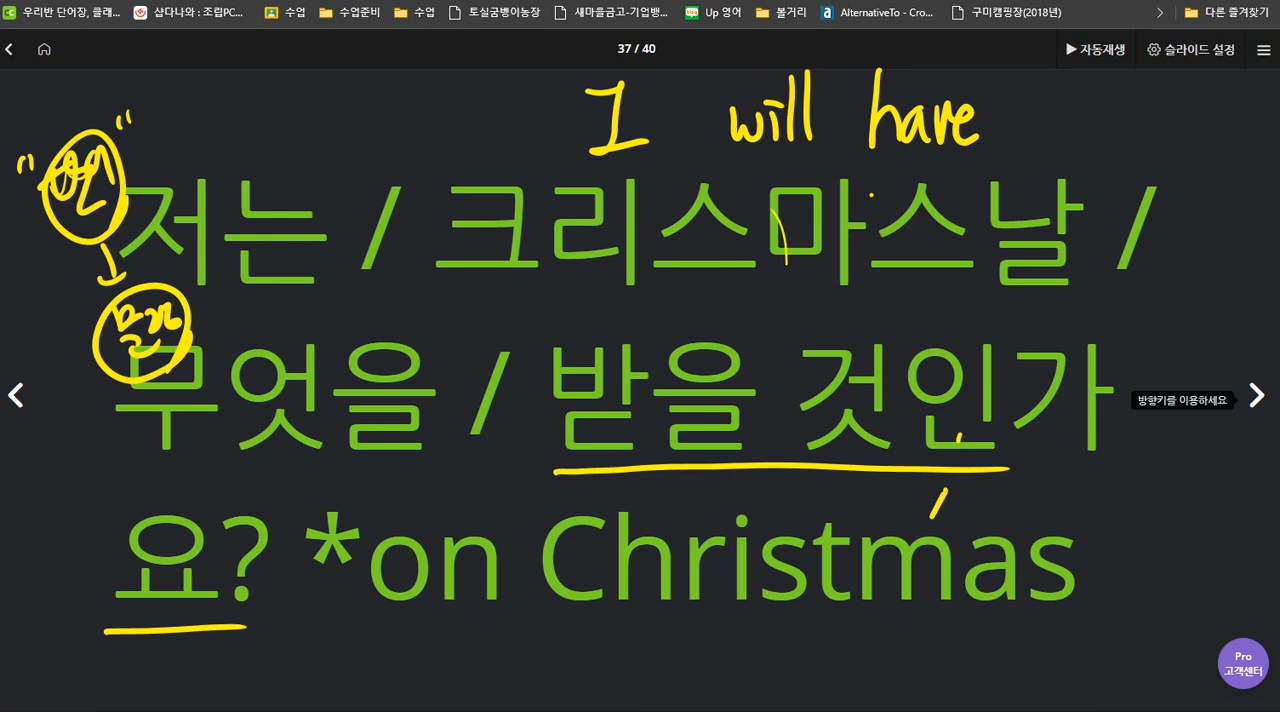 우리반 단어장, 클래... 샵다나와 : 조립PC... 수업 수업준비 수업 토실굼벵이농장 새마을금고-기업뱅... Up 영어 볼거리 AlternativeTo - Cro... 구미캠핑장(2018년) 다른 즐겨찾기
37 / 40 자동재생 슬라이드 설정
I will have
저는 / 크리스마스날 /
무엇을 / 받을 것인가
방향키를 이용하세요
요? *on Christmas
Pro
고객센터